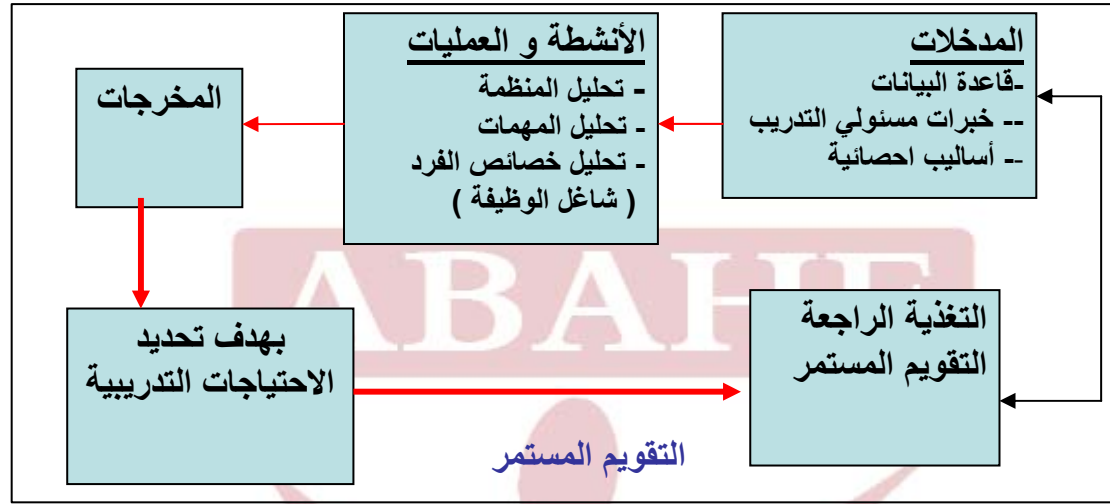 المدخلات
-قاعدة البيانات
-- خبرات مسئولي التدريب
-- أساليب احصائية
الأنشطة و العمليات
- تحليل المنظمة
- تحليل المهمات
- تحليل خصائص الفرد
( شاغل الوظيفة )
المخرجات
بهدف تحديد
الاحتياجات التدريبية
التغذية الراجعة
التقويم المستمر
التقويم المستمر
ABAHE